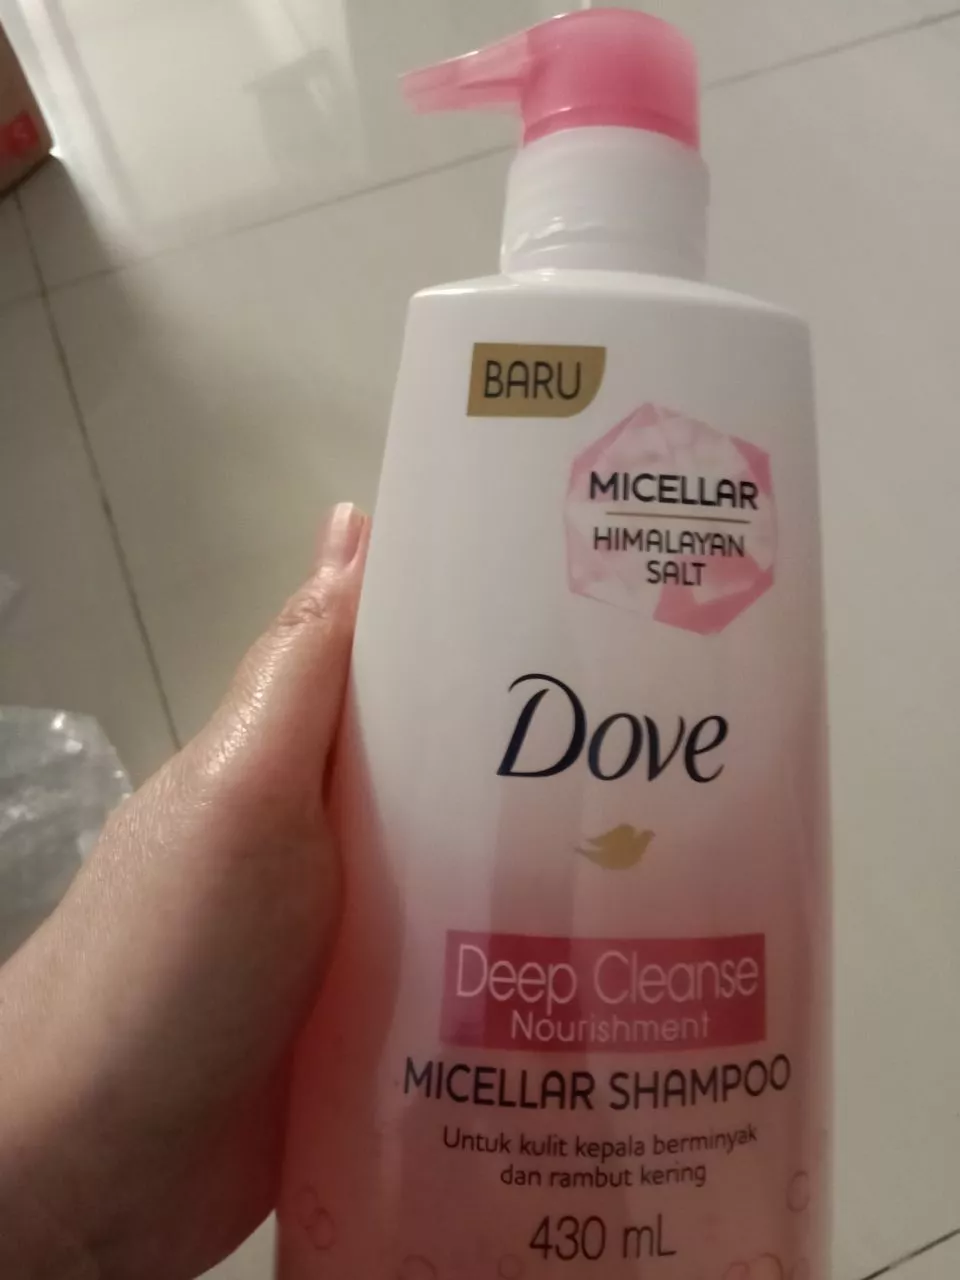 BARU
MICELLAR
HIMALAYAN
SALT
Dove
Deep Cleanse
Nourishment
MICELLAR SHAMPOO
Untuk kulit kepala berminyak
dan rambut kering
430 mL